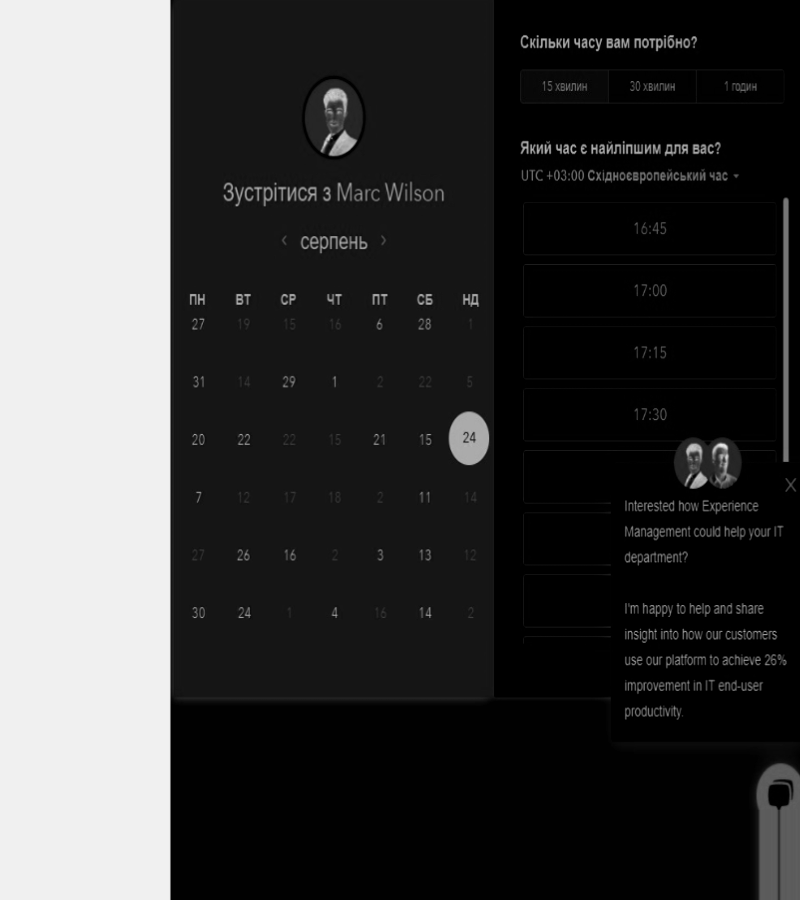 Зустрітися з Marc Wilson
‹ серпень ›
ПН ВТ СР ЧТ ПТ СБ НД
27 19 15 16 6 28 1
31 14 29 1 2 22 5
20 22 22 15 21 15 24
7 12 17 18 2 11 14
27 26 16 2 3 13 12
30 24 1 4 16 14 2
Скільки часу вам потрібно?
15 хвилин 30 хвилин 1 годин
Який час є найліпшим для вас?
UTC +03:00 Східноєвропейський час
16:45
17:00
17:15
17:30
X
Interested how Experience
Management could help your IT
department?
I'm happy to help and share
insight into how our customers
use our platform to achieve 26%
improvement in IT end-user
productivity.